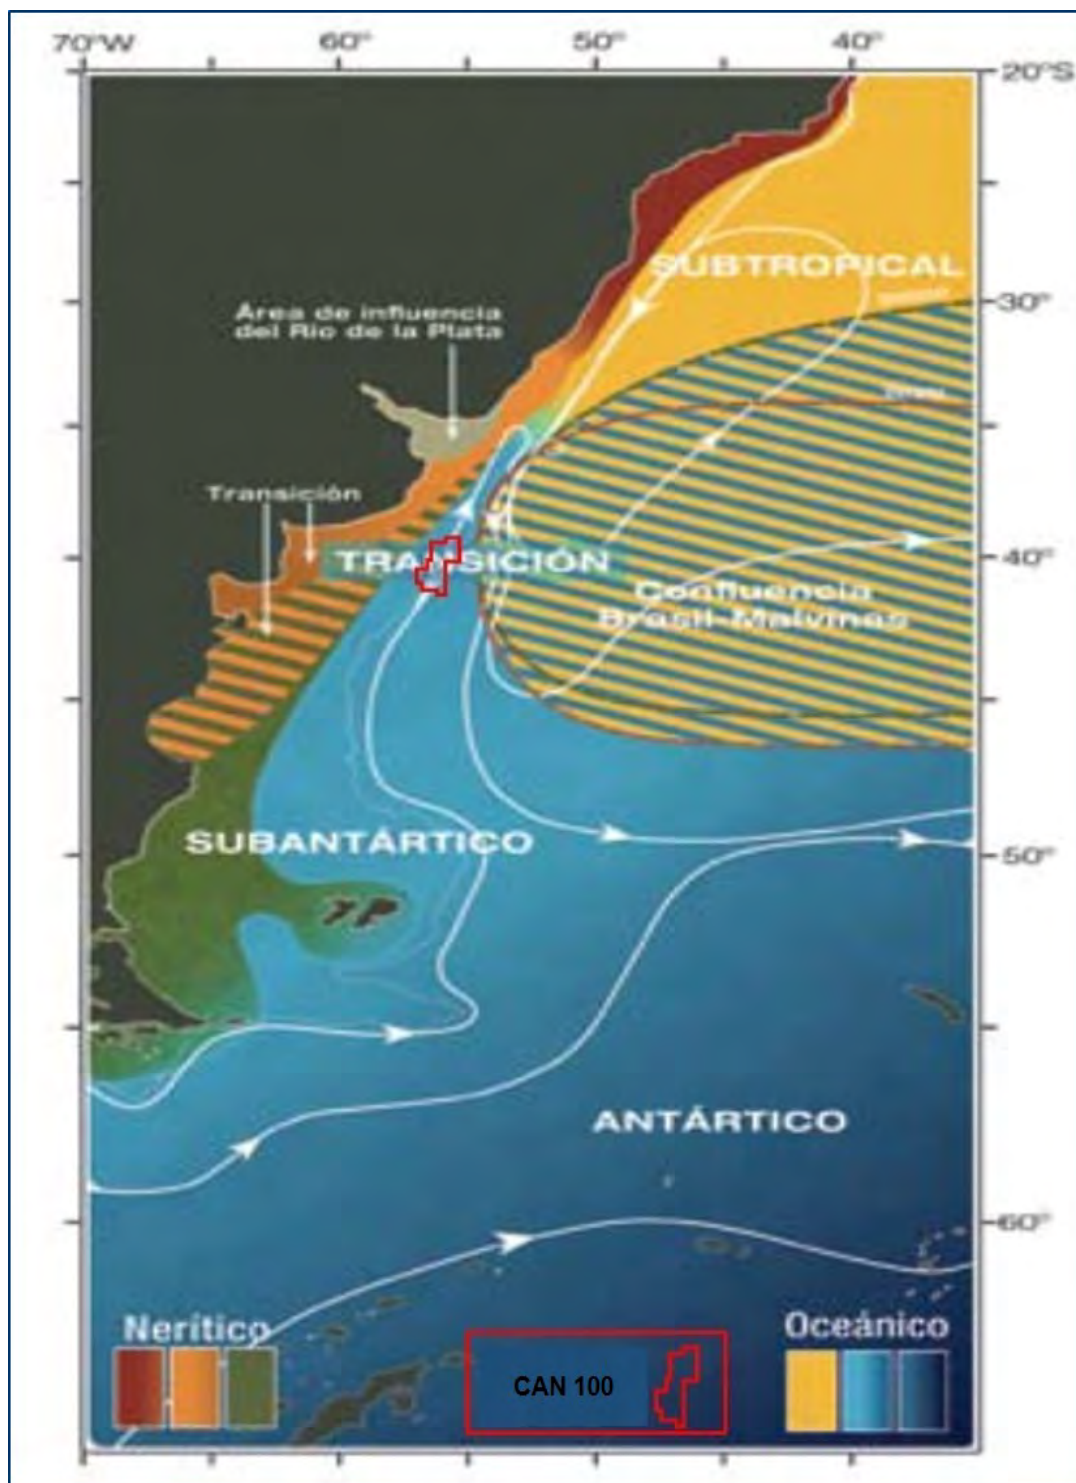 70°W 60° 50° 40°
20°S
SUBTROPICAL
30°
Área de influencia
del Río de la Plata
Transición
TRANSICIÓN
40°
Confluencia
Brasil-Malvinas
SUBANTÁRTICO
50°
ANTÁRTICO
60°
Nerítico
CAN 100
Oceánico